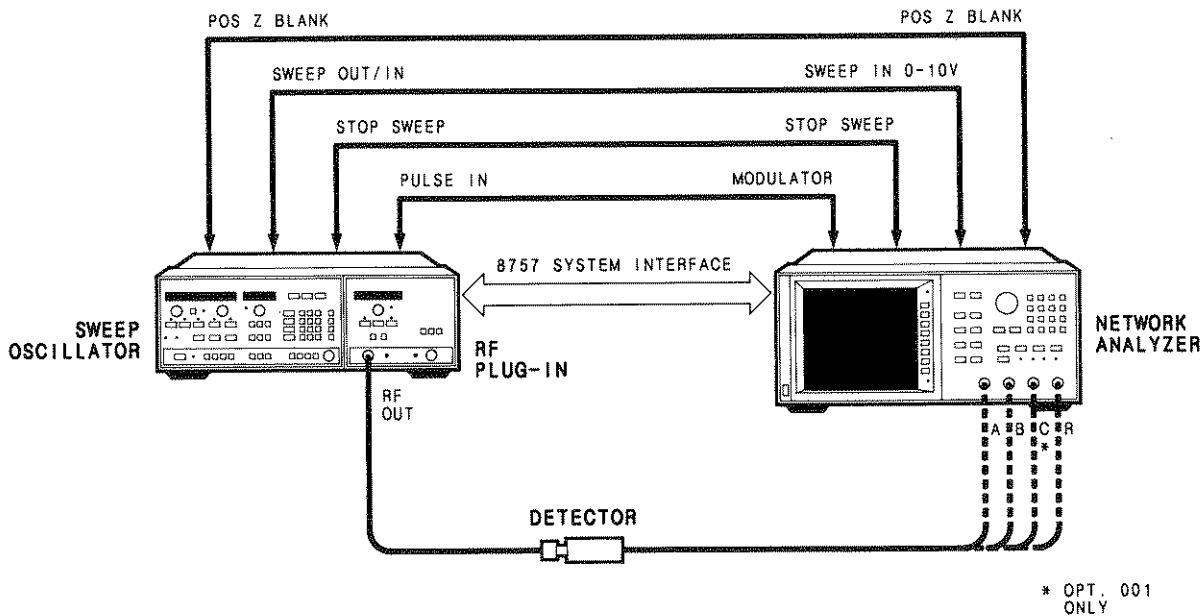 POS Z BLANK
POS Z BLANK
SWEEP OUT/IN
SWEEP IN 0-10V
STOP SWEEP
STOP SWEEP
PULSE IN
MODULATOR
8757 SYSTEM INTERFACE
SWEEP
OSCILLATOR
RF
PLUG-IN
NETWORK
ANALYZER
RF
OUT
A B C R
*
DETECTOR
* OPT. 001
ONLY